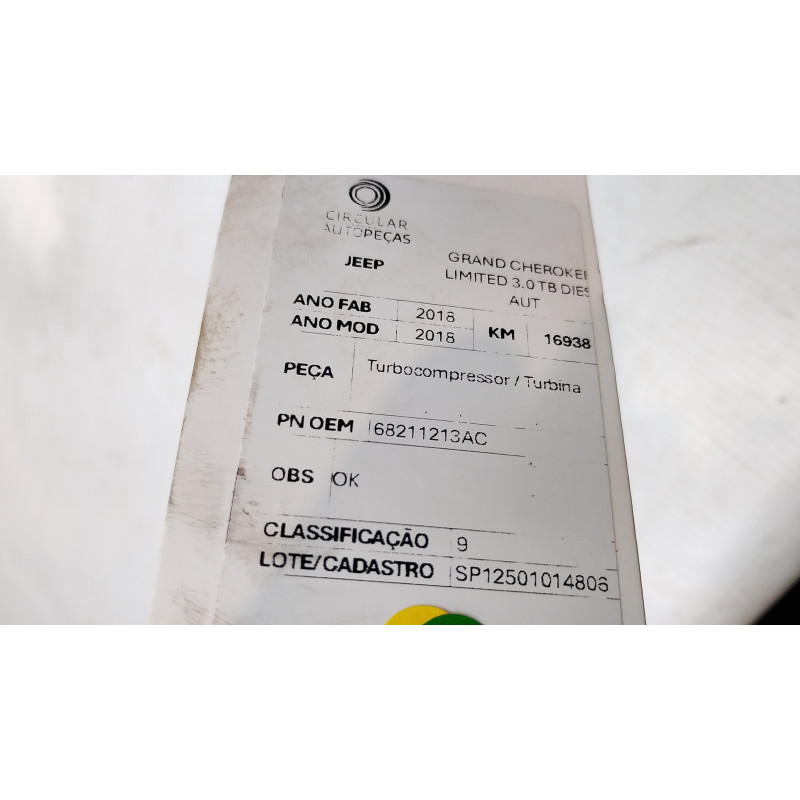 CIRCULAR
AUTOPEÇAS
JEEP
GRAND CHEROKEE
LIMITED 3.0 TB DIES
AUT
ANO FAB 2018
ANO MOD 2018 KM 16938
PEÇA Turbocompressor / Turbina
PN OEM 68211213AC
OBS OK
CLASSIFICAÇÃO 9
LOTE/CADASTRO SP12501014806